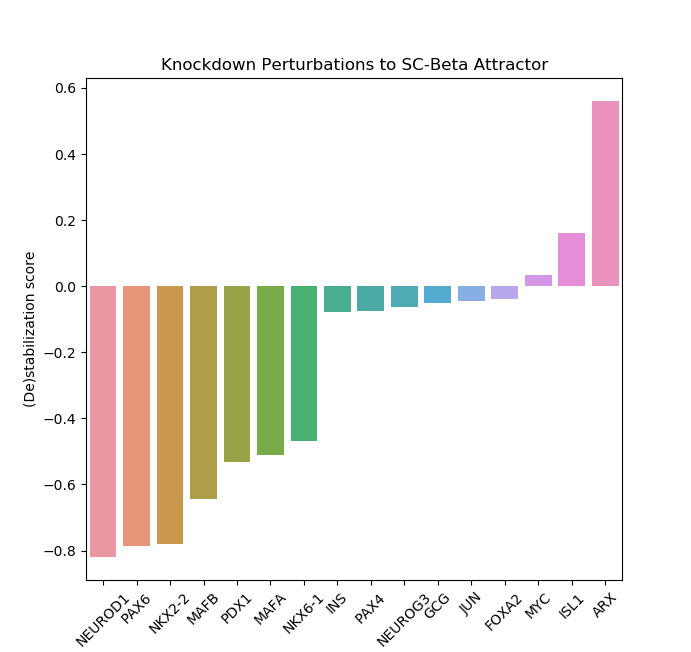 Knockdown Perturbations to SC-Beta Attractor
(De)stabilization score
0.6
0.4
0.2
0.0
−0.2
−0.4
−0.6
−0.8
NEUROD1
PAX6
NKX2-2
MAFB
PDX1
MAFA
NKX6-1
INS
PAX4
NEUROG3
GCG
JUN
FOXA2
MYC
ISL1
ARX